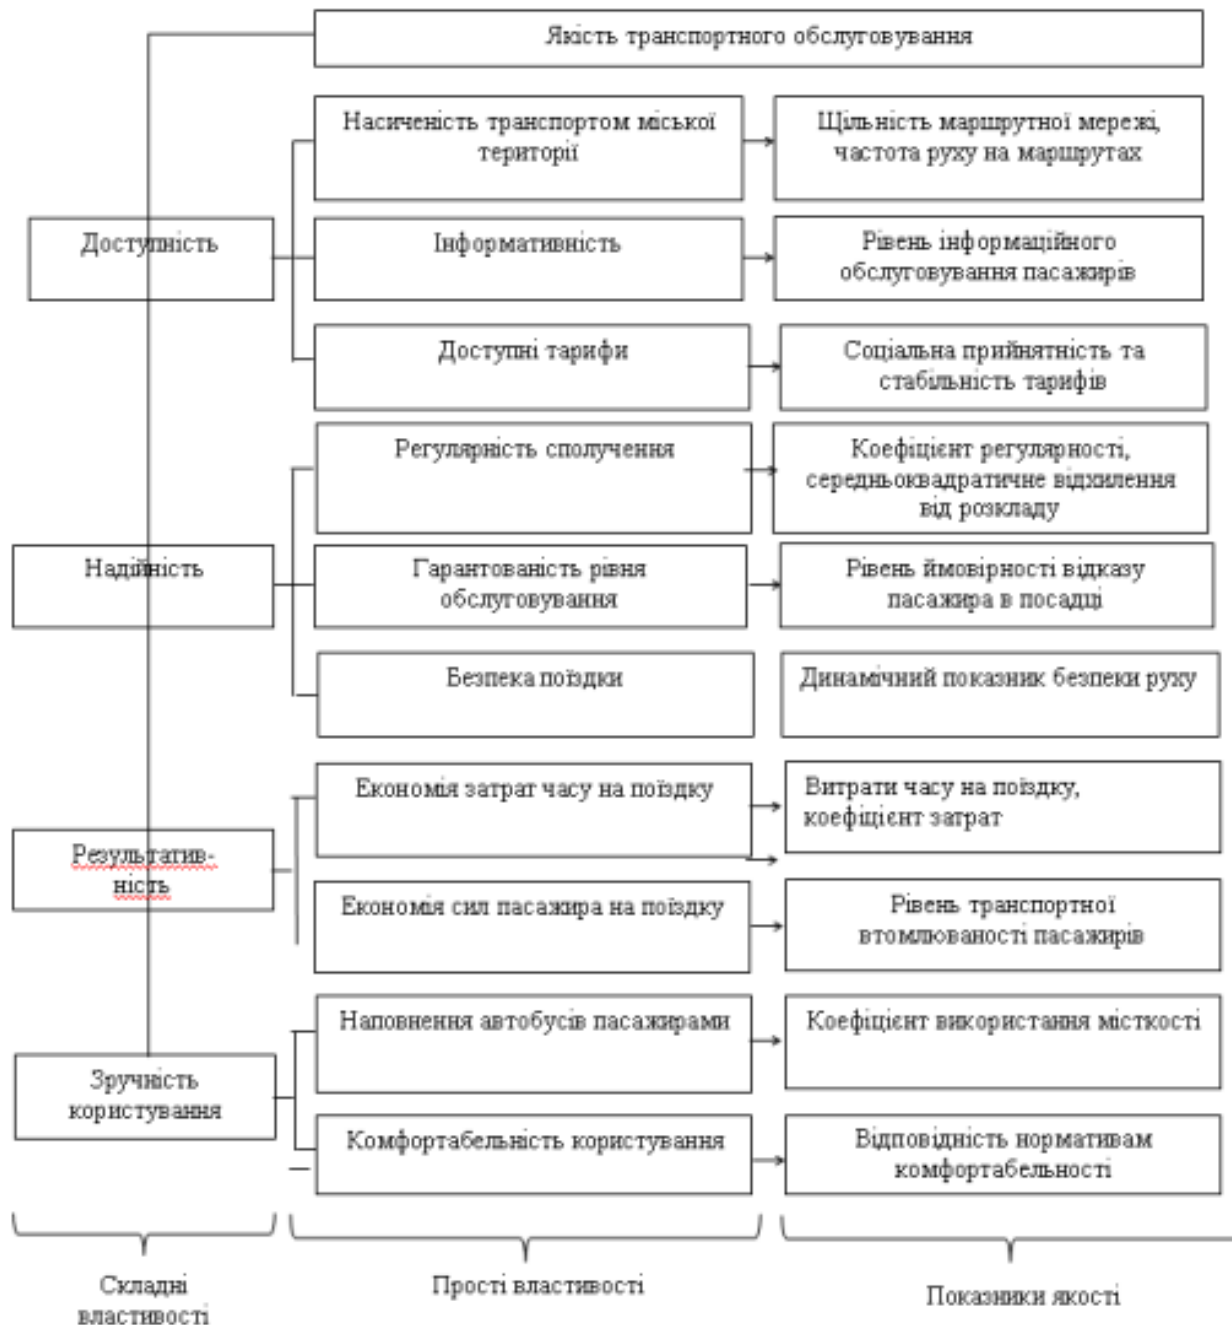 Якість транспортного обслуговування
Насиченість транспортом міської
території
Щільність маршрутної мережі,
частота руху на маршрутах
Доступність
Інформативність
Рівень інформаційного
обслуговування пасажирів
Доступні тарифи
Соціальна прийнятність та
стабільність тарифів
Регулярність сполучення
Коефіцієнт регулярності,
середньоквадратичне відхилення
від розкладу
Надійність
Гарантованість рівня
обслуговування
Рівень ймовірності відказу
пасажира в посадці
Безпека поїздки
Динамічний показник безпеки руху
Економія затрат часу на поїздку
Витрати часу на поїздку,
коефіцієнт затрат
Результатив-
ність
Економія сил пасажира на поїздку
Рівень транспортної
втомлюваності пасажирів
Наповнення автобусів пасажирами
Коефіцієнт використання місткості
Зручність
користування
Комфортабельність користування
Відповідність нормативам
комфортабельності
Складні
властивості
Прості властивості
Показники якості